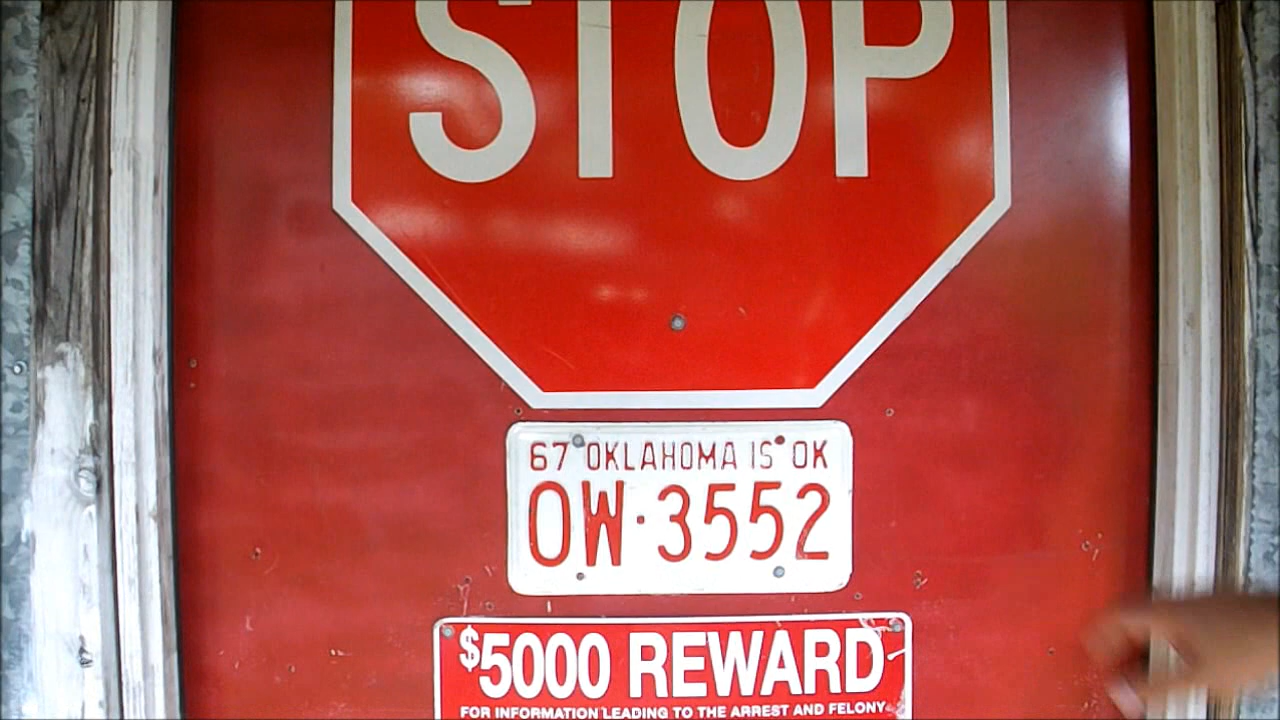 STOP
67 OKLAHOMA IS OK
OW·3552
$5000 REWARD
FOR INFORMATION LEADING TO THE ARREST AND FELONY